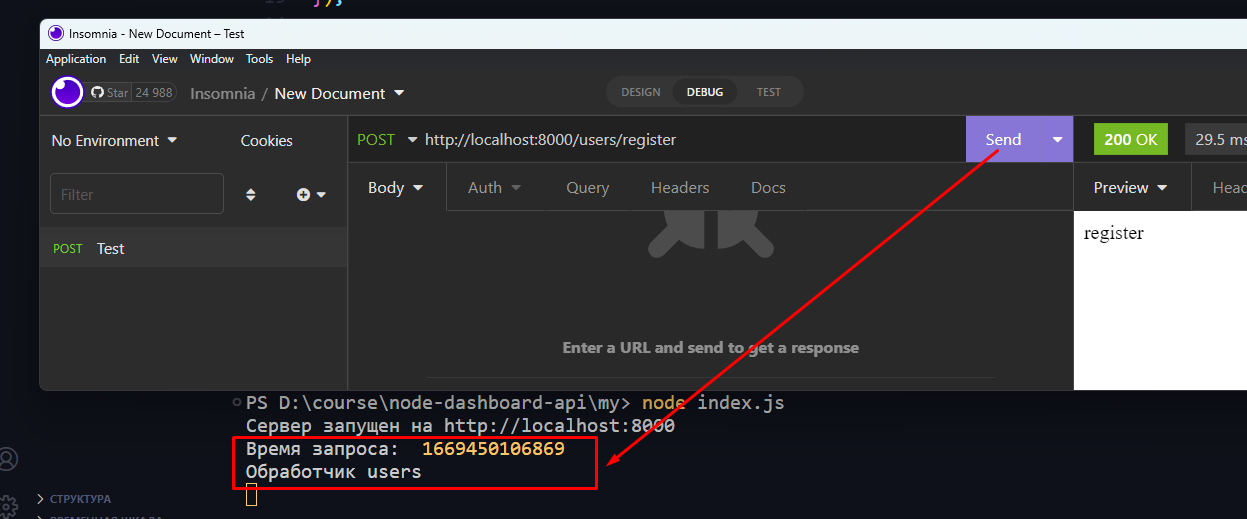 });
Insomnia - New Document – Test
Application Edit View Window Tools Help
Star 24 988 Insomnia / New Document DESIGN DEBUG TEST
No Environment Cookies POST http://localhost:8000/users/register Send 200 OK 29.5 ms
Filter Body Auth Query Headers Docs Preview
POST Test register
Enter a URL and send to get a response
PS D:\course\node-dashboard-api\my> node index.js
Сервер запущен на http://localhost:8000
Время запроса: 1669450106869
Обработчик users
СТРУКТУРА
ВРЕМЕННАЯ ШКАЛА